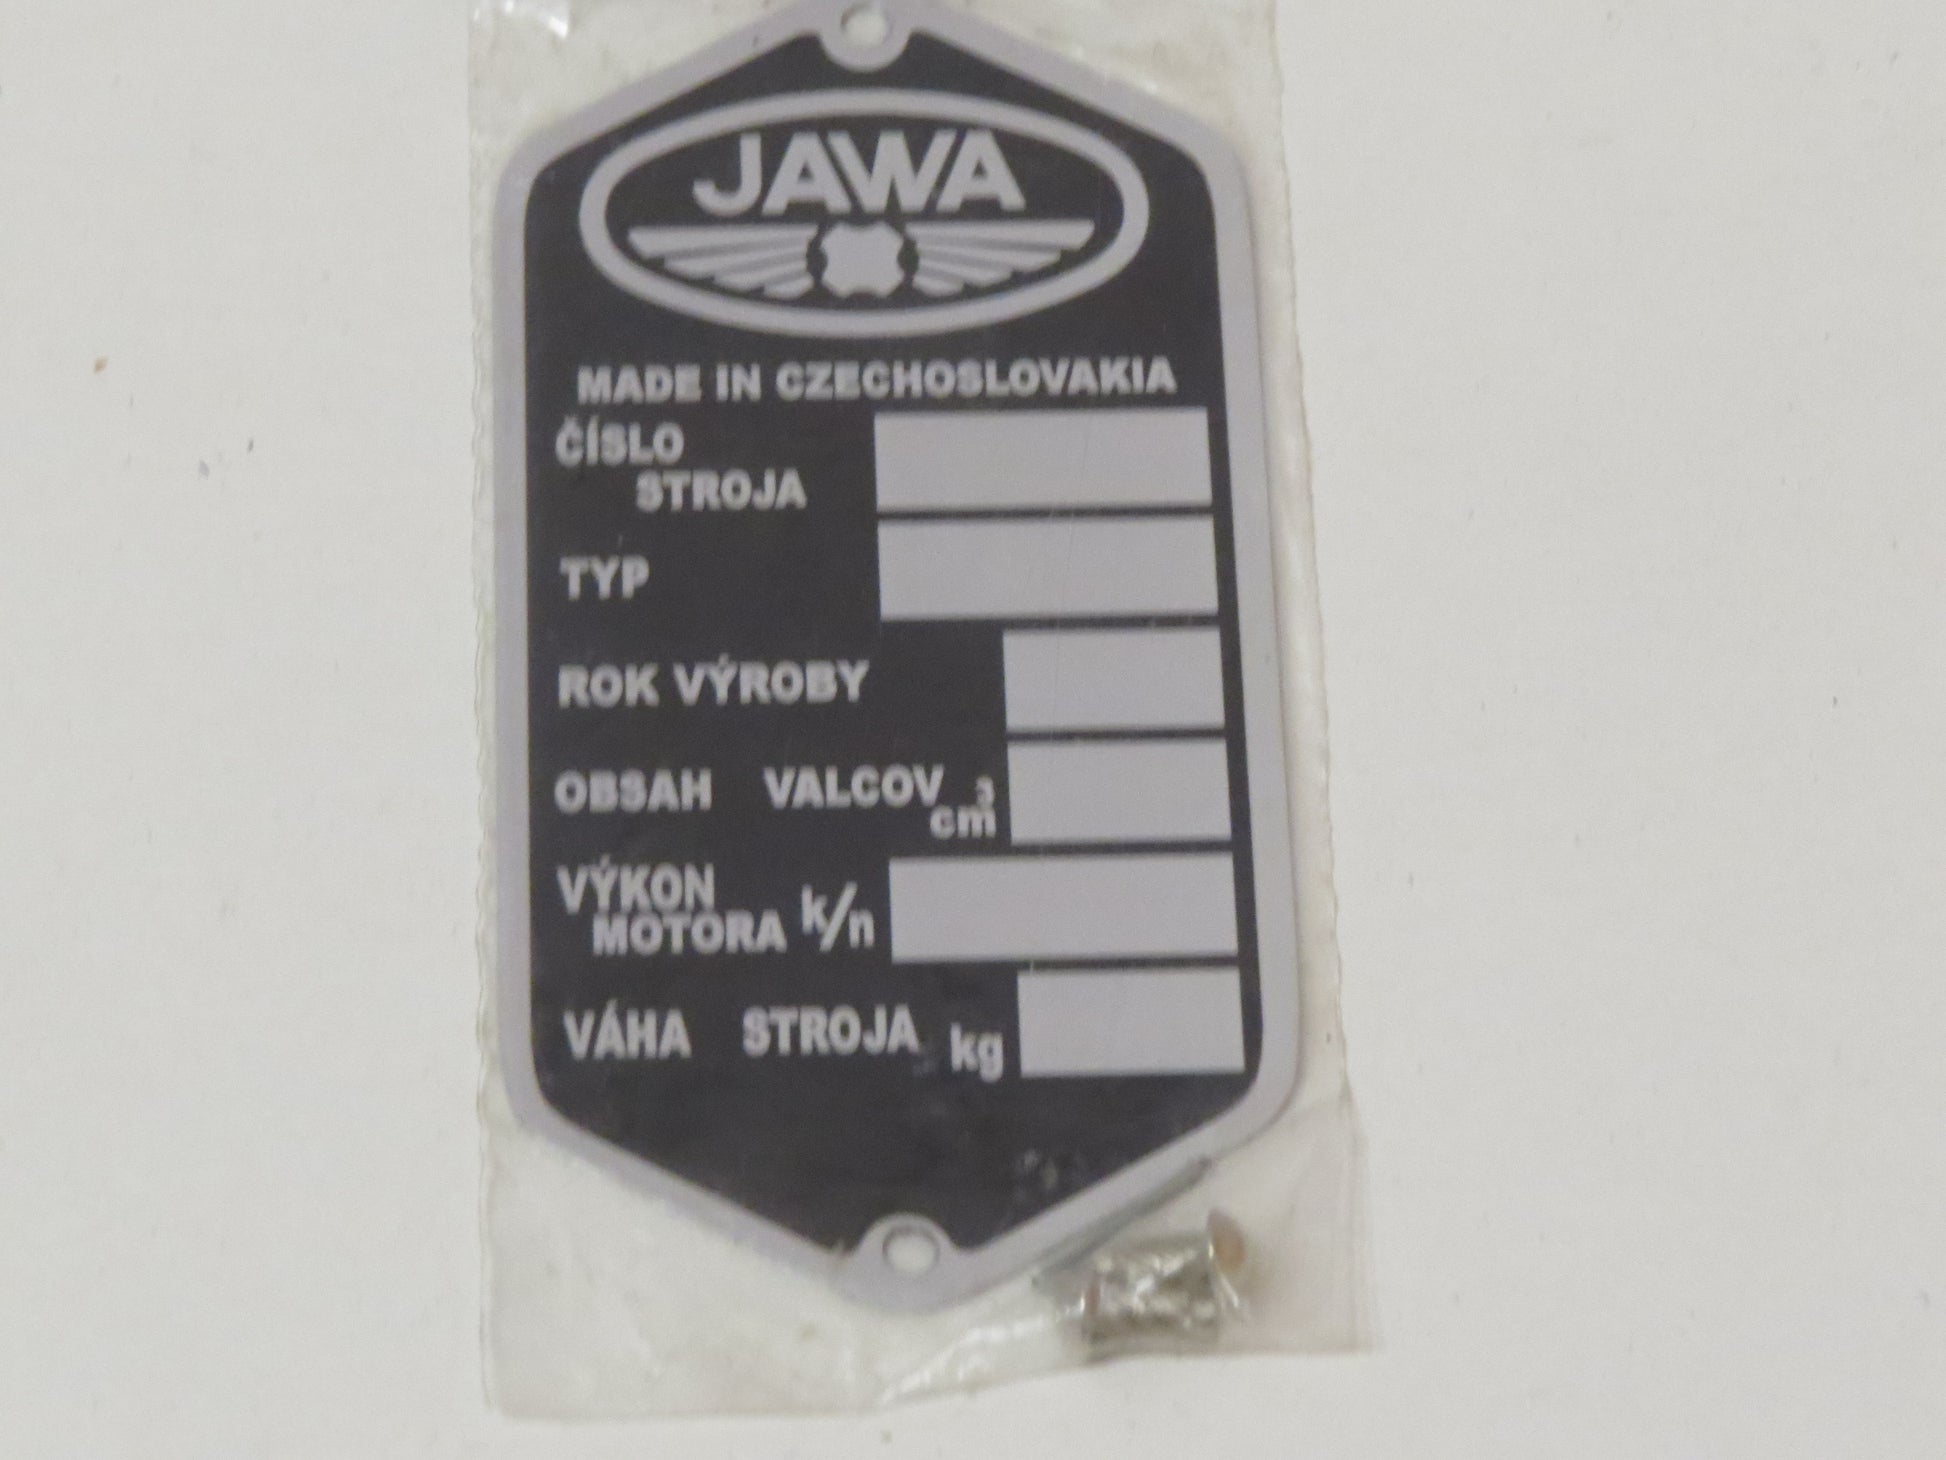 JAWA
MADE IN CZECHOSLOVAKIA
ČÍSLO
STROJA
TYP
ROK VÝROBY
OBSAH VALCOV cm³
VÝKON
MOTORA k/n
VÁHA STROJA kg